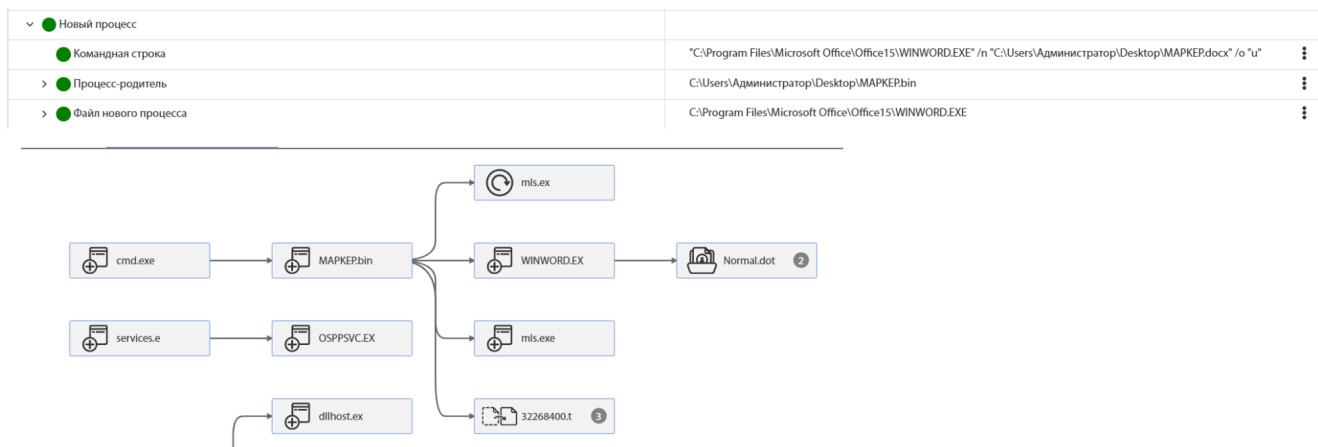 Новый процесс
Командная строка "C:\Program Files\Microsoft Office\Office15\WINWORD.EXE" /n "C:\Users\Администратор\Desktop\МАРКЕР.docx" /o "u"
Процесс-родитель C:\Users\Администратор\Desktop\МАРКЕР.bin
Файл нового процесса C:\Program Files\Microsoft Office\Office15\WINWORD.EXE
mls.ex
cmd.exe МАРКЕР.bin WINWORD.EX Normal.dot 2
services.e OSPPSVC.EX mls.exe
dllhost.ex 32268400.t 3